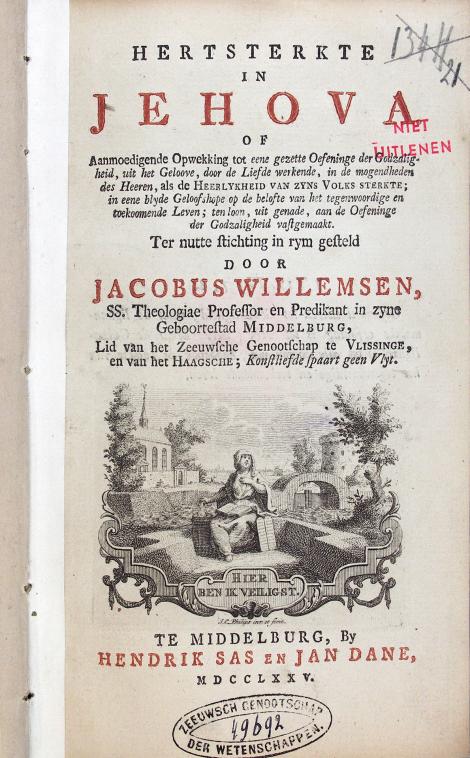 HERTSTERKTE
IN
JEHOVA
OF
Aanmoedigende Opwekking tot eene gezette Oefeninge der Godzalig-
heid, uit het Geloove, door de Liefde werkende, in de mogendheden
des Heeren, als de HEERLYKHEID VAN ZYNS VOLKS STERKTE;
in eene blyde Geloofshope op de belofte van het tegenwoordige en
toekoomende Leven; ten loon, uit genade, aan de Oefeninge
der Godzaligheid vastgemaakt.
Ter nutte stichting in rym gesteld
DOOR
JACOBUS WILLEMSEN,
SS. Theologiae Professor en Predikant in zyne
Geboortestad MIDDELBURG,
Lid van het Zeeuwsche Genootschap te VLISSINGE,
en van het HAAGSCHE; Konstliefde spaart geen Vlyt.
NIET
UITLENEN
21
HIER
BEN IK VEILIGST.
TE MIDDELBURG, By
HENDRIK SAS EN JAN DANE,
MDCCLXXV.
ZEEUWSCH GENOOTSCHAP
49692
DER WETENSCHAPPEN.